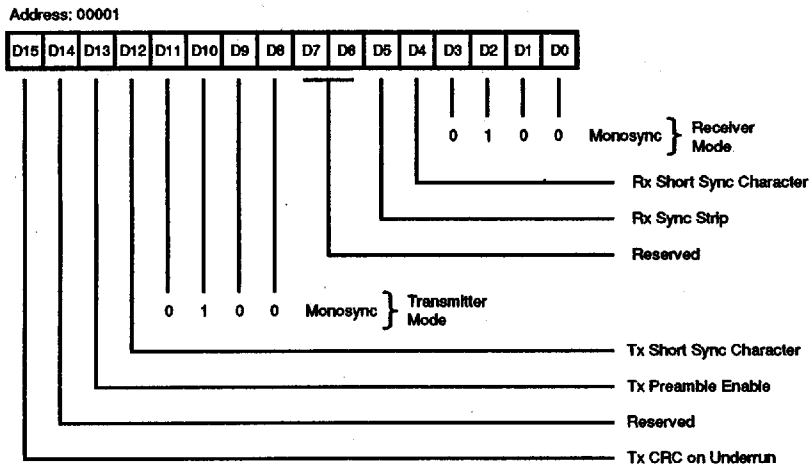 Address: 00001
D15 D14 D13 D12 D11 D10 D9 D8 D7 D6 D5 D4 D3 D2 D1 D0
0 1 0 0 Monosync } Receiver
Mode
Rx Short Sync Character
Rx Sync Strip
Reserved
0 1 0 0 Monosync } Transmitter
Mode
Tx Short Sync Character
Tx Preamble Enable
Reserved
Tx CRC on Underrun